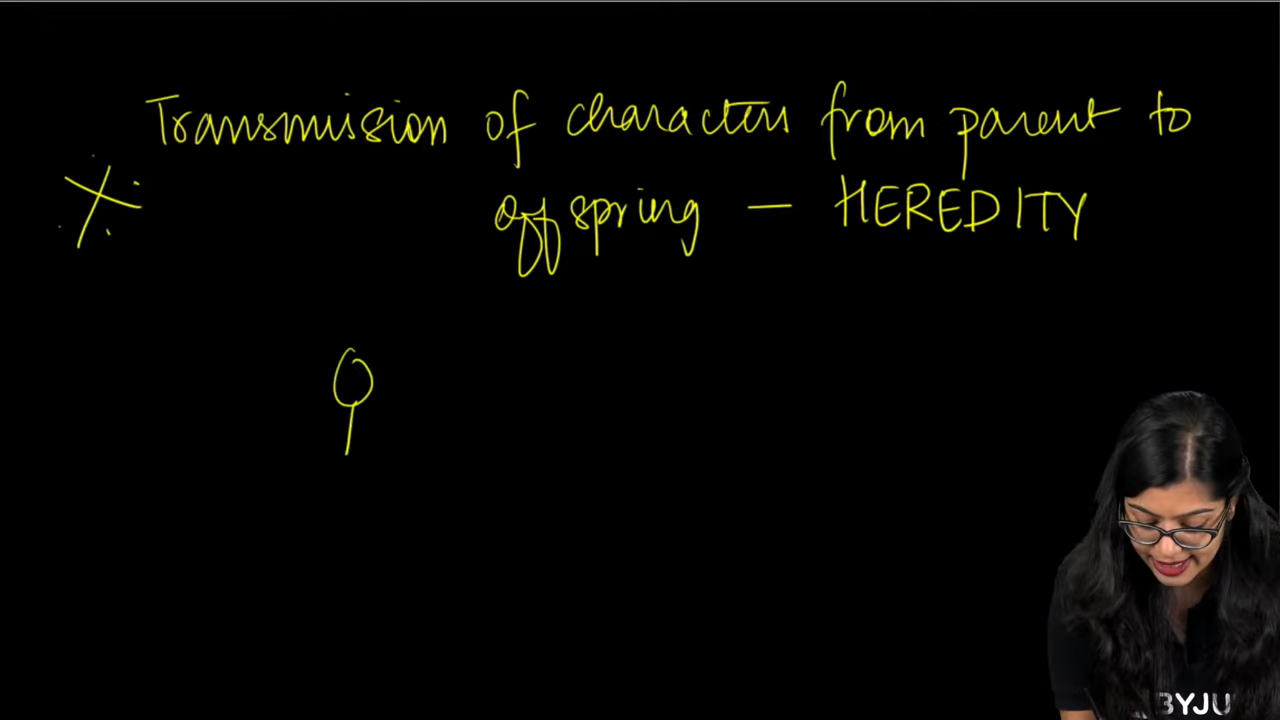 Transmission of characters from parent to
offspring — HEREDITY
BYJU